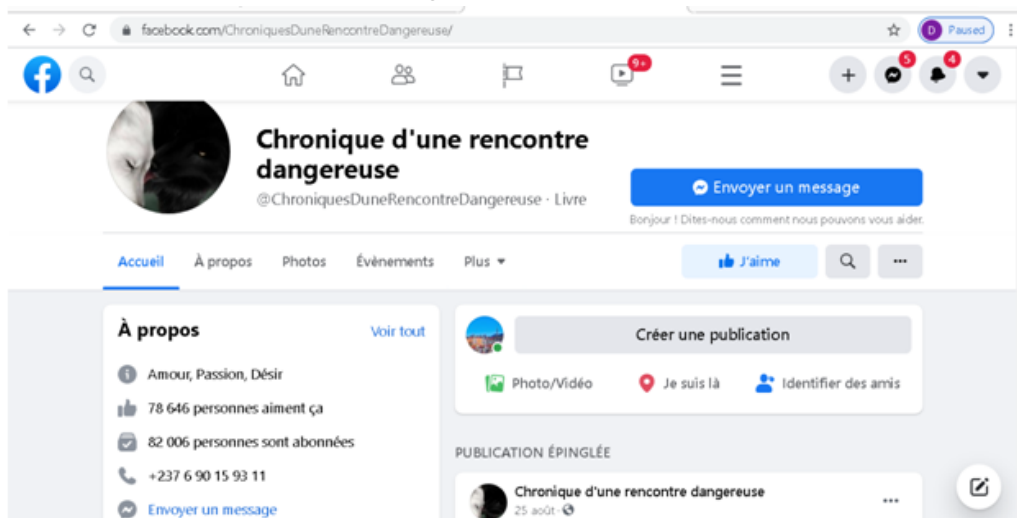 facebook.com/ChroniquesDuneRencontreDangereuse/
D Paused
9+
5
4
Chronique d'une rencontre
dangereuse
@ChroniquesDuneRencontreDangereuse · Livre
Envoyer un message
Bonjour ! Dites-nous comment nous pouvons vous aider.
Accueil À propos Photos Évènements Plus
J'aime
À propos Voir tout
Amour, Passion, Désir
78 646 personnes aiment ça
82 006 personnes sont abonnées
+237 6 90 15 93 11
Envoyer un message
Créer une publication
Photo/Vidéo Je suis là Identifier des amis
PUBLICATION ÉPINGLÉE
Chronique d'une rencontre dangereuse
25 août ·